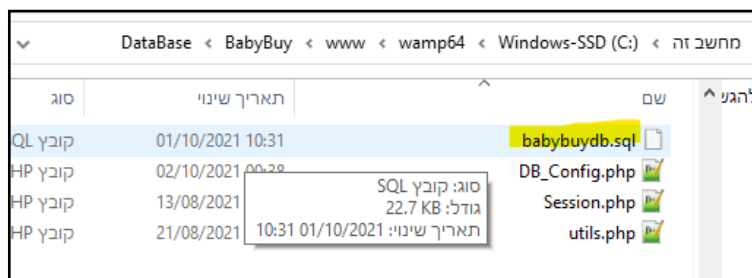 מחשב זה > Windows-SSD (C:) > wamp64 > www > BabyBuy > DataBase
שם תאריך שינוי סוג
babybuydb.sql 01/10/2021 10:31 קובץ QL
DB_Config.php 02/10/2021 00:38 קובץ HP
Session.php 13/08/2021 קובץ HP
utils.php 21/08/2021 קובץ HP
סוג: קובץ SQL
גודל: 22.7 KB
תאריך שינוי: 01/10/2021 10:31